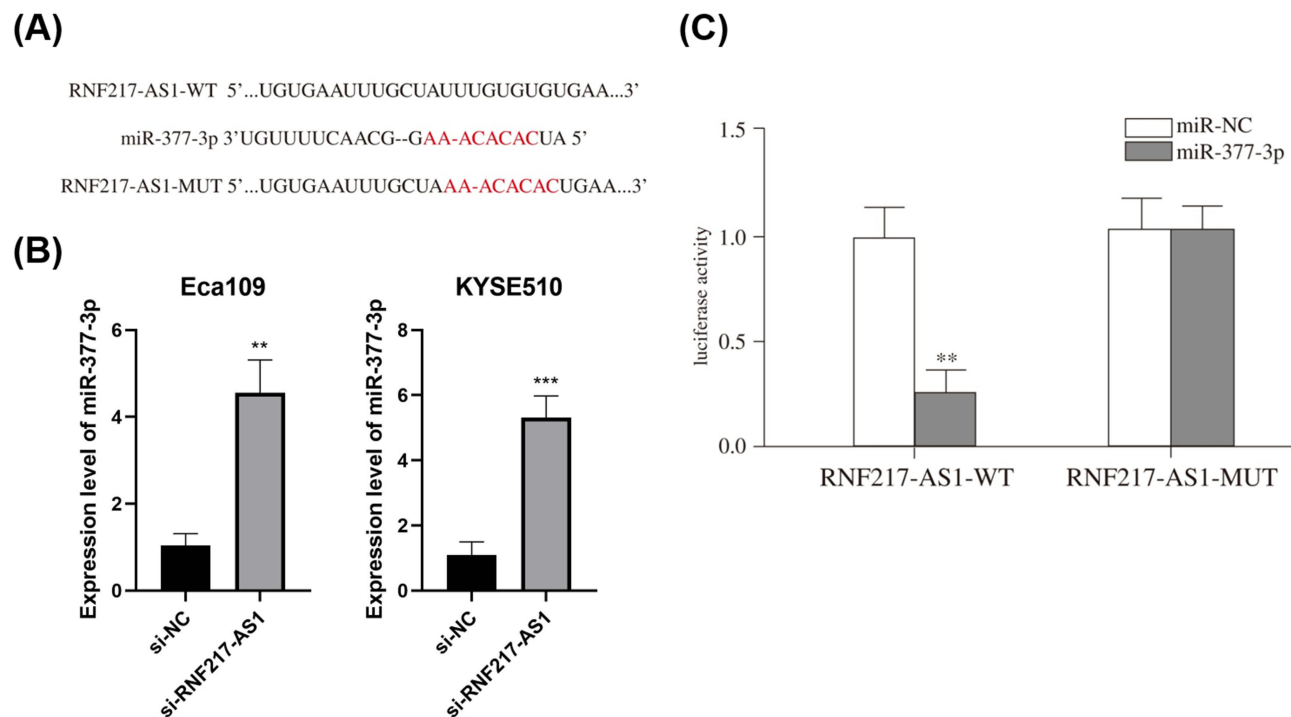 (A)
RNF217-AS1-WT 5’...UGUGAAUUUGCUAUUUGUGUGUGAA...3’
miR-377-3p 3’UGUUUUCAACG--GAA-ACACACUA 5’
RNF217-AS1-MUT 5’...UGUGAAUUUGCUAAA-ACACACUGAA...3’
(B)
Eca109
Expression level of miR-377-3p
6
4
2
0
**
si-NC
si-RNF217-AS1
KYSE510
Expression level of miR-377-3p
8
6
4
2
0
***
si-NC
si-RNF217-AS1
(C)
luciferase activity
1.5
1.0
0.5
0.0
miR-NC
miR-377-3p
**
RNF217-AS1-WT
RNF217-AS1-MUT